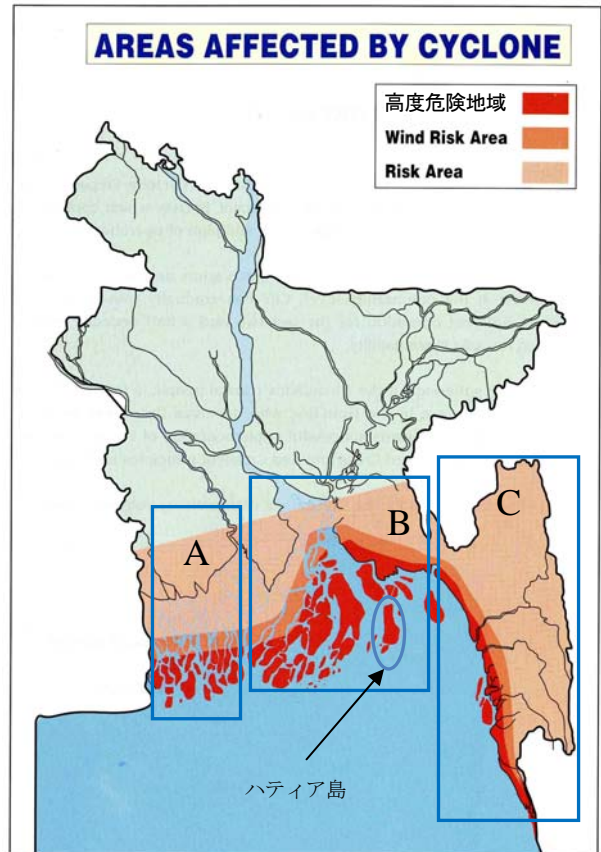 AREAS AFFECTED BY CYCLONE
高度危険地域
Wind Risk Area
Risk Area
A
B
C
ハティア島